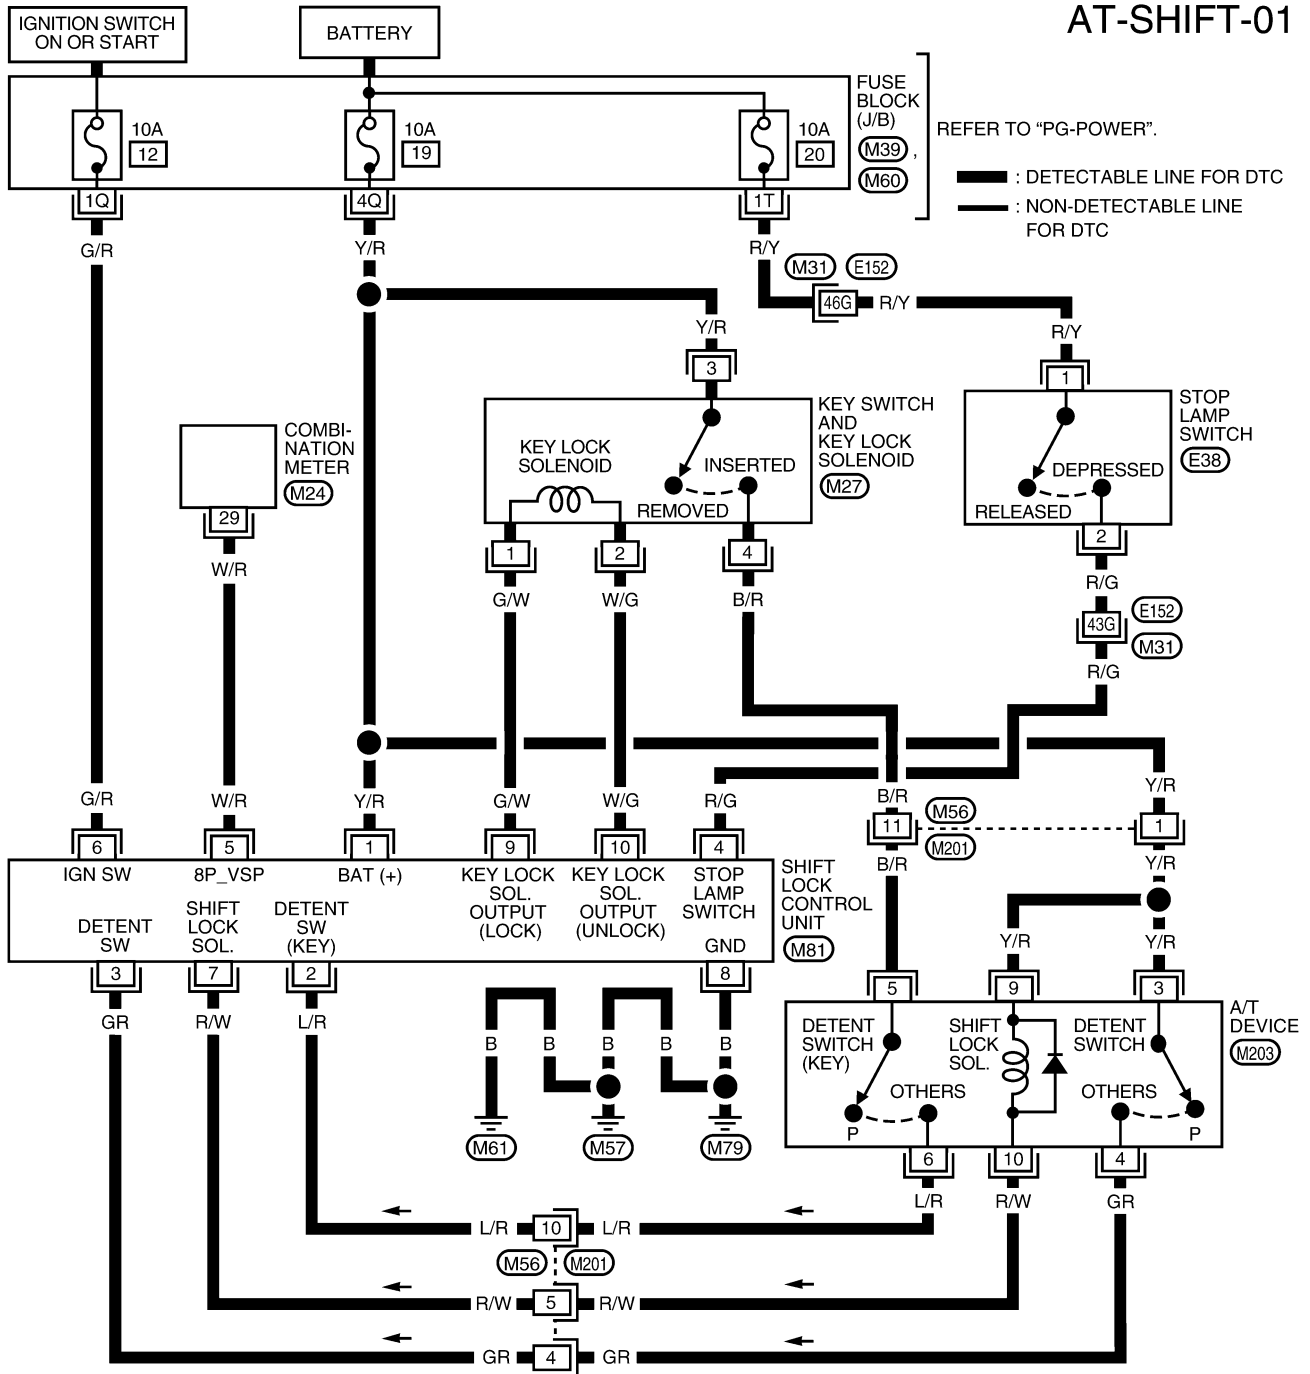 AT-SHIFT-01
IGNITION SWITCH
ON OR START
BATTERY
FUSE
BLOCK
(J/B)
M39 ,
M60
REFER TO “PG-POWER”.
10A
12
10A
19
10A
20
: DETECTABLE LINE FOR DTC
: NON-DETECTABLE LINE
FOR DTC
1Q
4Q
1T
G/R
Y/R
R/Y
M31
E152
46G
R/Y
Y/R
R/Y
3
1
KEY SWITCH
AND
KEY LOCK
SOLENOID
M27
STOP
LAMP
SWITCH
E38
COMBI-
NATION
METER
M24
KEY LOCK
SOLENOID
INSERTED
REMOVED
DEPRESSED
RELEASED
29
1
2
4
2
W/R
G/W
W/G
B/R
R/G
43G
E152
M31
R/G
G/R
W/R
Y/R
G/W
W/G
R/G
B/R
Y/R
M56
11
1
M201
B/R
Y/R
6
5
1
9
10
4
IGN SW
8P_VSP
BAT (+)
KEY LOCK
SOL.
OUTPUT
(LOCK)
KEY LOCK
SOL.
OUTPUT
(UNLOCK)
STOP
LAMP
SWITCH
SHIFT
LOCK
CONTROL
UNIT
M81
DETENT
SW
SHIFT
LOCK
SOL.
DETENT
SW
(KEY)
GND
Y/R
Y/R
3
7
2
8
5
9
3
GR
R/W
L/R
B
B
B
B
B
DETENT
SWITCH
(KEY)
SHIFT
LOCK
SOL.
DETENT
SWITCH
A/T
DEVICE
M203
OTHERS
OTHERS
P
P
M61
M57
M79
6
10
4
L/R
R/W
GR
L/R
10
L/R
M56
M201
R/W
5
R/W
GR
4
GR